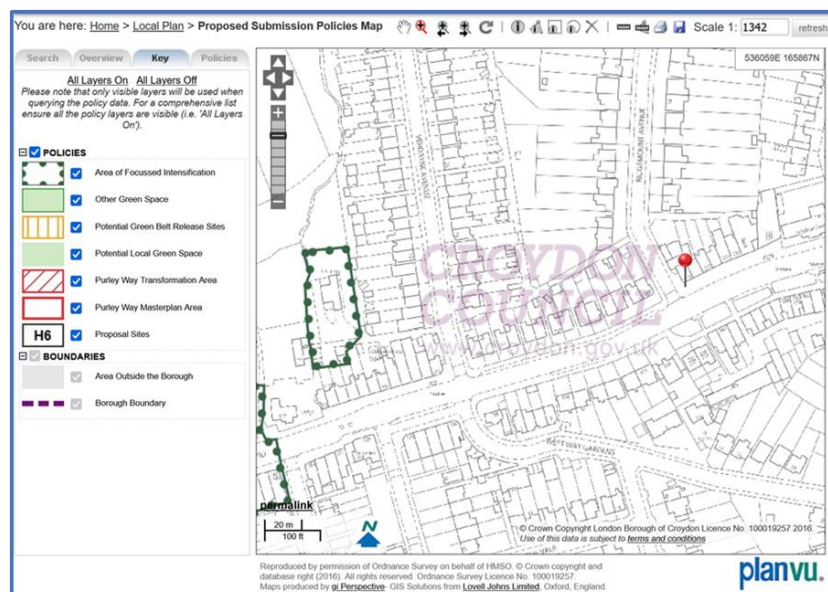 You are here: Home > Local Plan > Proposed Submission Policies Map
Scale 1: 1342 refresh
Search Overview Key Policies
All Layers On All Layers Off
Please note that only visible layers will be used when
querying the policy data. For a comprehensive list
ensure all the policy layers are visible (i.e. 'All Layers
On').
POLICIES
Area of Focussed Intensification
Other Green Space
Potential Green Belt Release Sites
Potential Local Green Space
Purley Way Transformation Area
Purley Way Masterplan Area
H6 Proposal Sites
BOUNDARIES
Area Outside the Borough
Borough Boundary
536059E 165867N
RIDGEMOUNT AVENUE
CROYDON
COUNCIL
www.croydon.gov.uk
WESTWAY GARDENS
permalink
20 m
100 ft
N
© Crown Copyright London Borough of Croydon Licence No. 100019257 2016.
Use of this data is subject to terms and conditions
Reproduced by permission of Ordnance Survey on behalf of HMSO. © Crown copyright and
database right (2016). All rights reserved. Ordnance Survey Licence No. 100019257.
Maps produced by gi Perspective- GIS Solutions from Lovell Johns Limited, Oxford, England.
planvu.